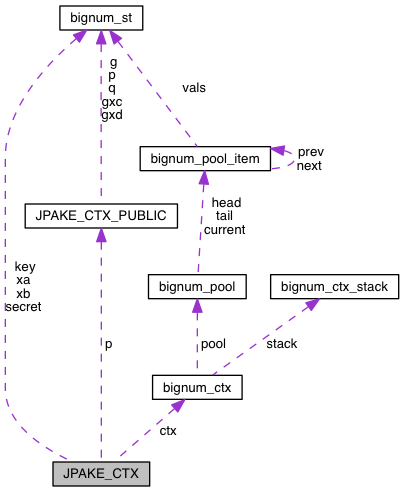 bignum_st
g
p
q
gxc
gxd
vals
bignum_pool_item
prev
next
JPAKE_CTX_PUBLIC
head
tail
current
key
xa
xb
secret
bignum_pool
bignum_ctx_stack
p
pool
stack
bignum_ctx
ctx
JPAKE_CTX